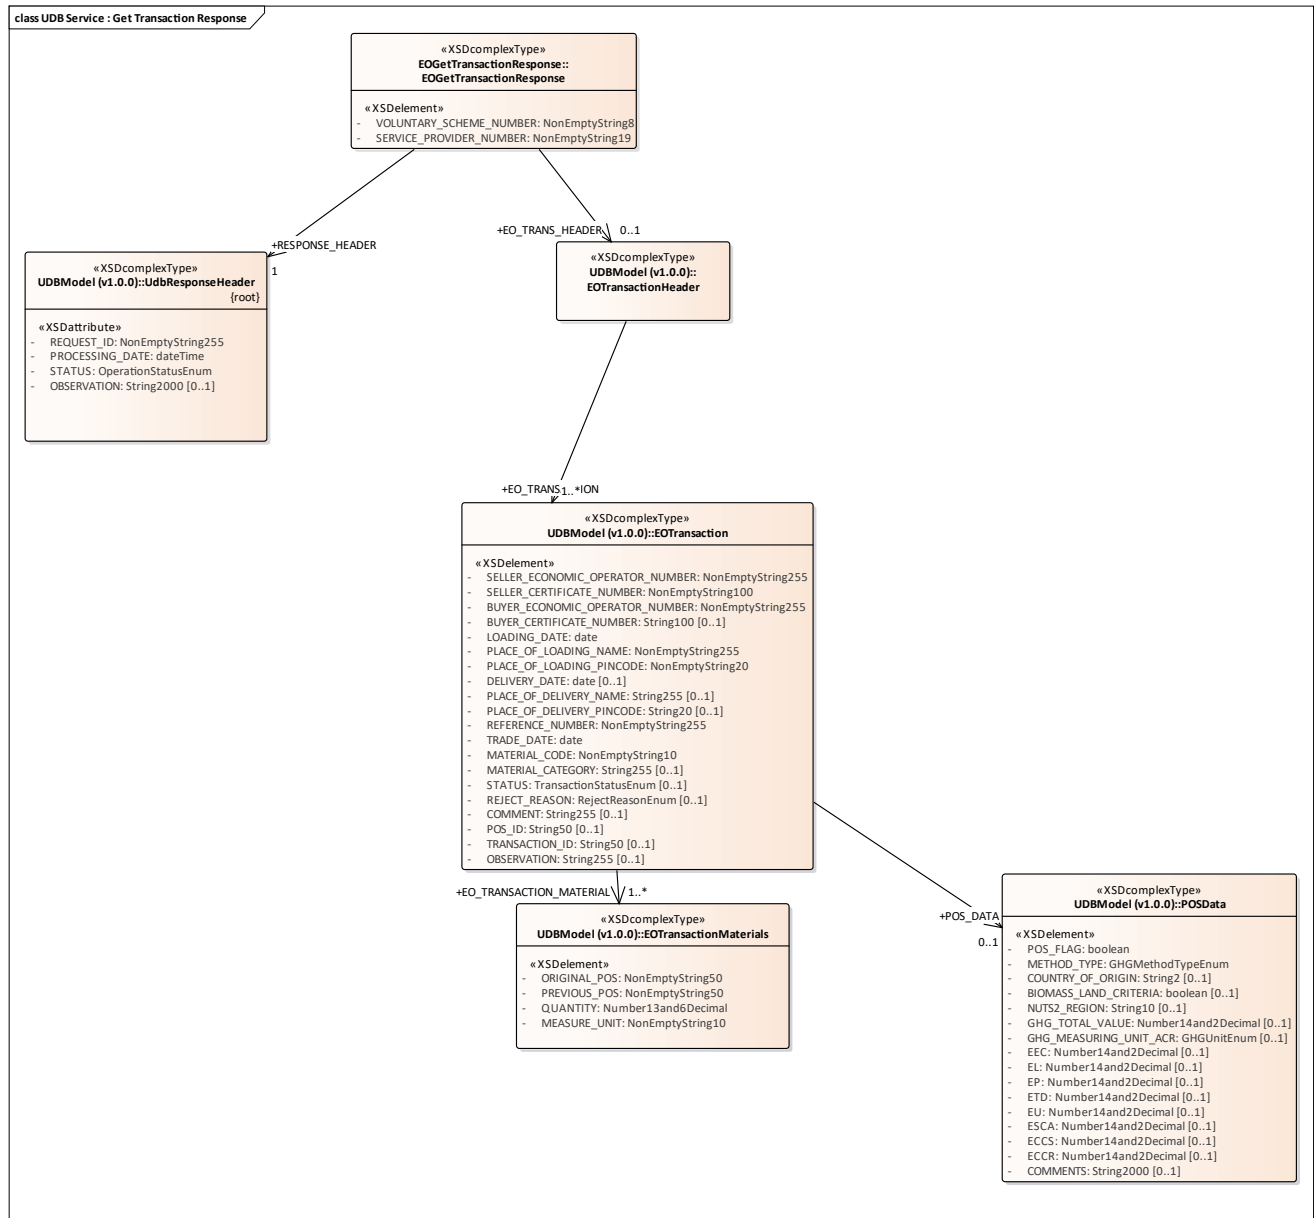 class UDB Service : Get Transaction Response
«XSDcomplexType»
EOGetTransactionResponse::
EOGetTransactionResponse
«XSDelement»
- VOLUNTARY_SCHEME_NUMBER: NonEmptyString8
- SERVICE_PROVIDER_NUMBER: NonEmptyString19
+RESPONSE_HEADER
1
+EO_TRANS_HEADER 0..1
«XSDcomplexType»
UDBModel (v1.0.0)::UdbResponseHeader
{root}
«XSDattribute»
- REQUEST_ID: NonEmptyString255
- PROCESSING_DATE: dateTime
- STATUS: OperationStatusEnum
- OBSERVATION: String2000 [0..1]
«XSDcomplexType»
UDBModel (v1.0.0)::
EOTransactionHeader
+EO_TRANS 1..* ION
«XSDcomplexType»
UDBModel (v1.0.0)::EOTransaction
«XSDelement»
- SELLER_ECONOMIC_OPERATOR_NUMBER: NonEmptyString255
- SELLER_CERTIFICATE_NUMBER: NonEmptyString100
- BUYER_ECONOMIC_OPERATOR_NUMBER: NonEmptyString255
- BUYER_CERTIFICATE_NUMBER: String100 [0..1]
- LOADING_DATE: date
- PLACE_OF_LOADING_NAME: NonEmptyString255
- PLACE_OF_LOADING_PINCODE: NonEmptyString20
- DELIVERY_DATE: date [0..1]
- PLACE_OF_DELIVERY_NAME: String255 [0..1]
- PLACE_OF_DELIVERY_PINCODE: String20 [0..1]
- REFERENCE_NUMBER: NonEmptyString255
- TRADE_DATE: date
- MATERIAL_CODE: NonEmptyString10
- MATERIAL_CATEGORY: String255 [0..1]
- STATUS: TransactionStatusEnum [0..1]
- REJECT_REASON: RejectReasonEnum [0..1]
- COMMENT: String255 [0..1]
- POS_ID: String50 [0..1]
- TRANSACTION_ID: String50 [0..1]
- OBSERVATION: String255 [0..1]
+EO_TRANSACTION_MATERIAL 1..*
«XSDcomplexType»
UDBModel (v1.0.0)::EOTransactionMaterials
«XSDelement»
- ORIGINAL_POS: NonEmptyString50
- PREVIOUS_POS: NonEmptyString50
- QUANTITY: Number13and6Decimal
- MEASURE_UNIT: NonEmptyString10
+POS_DATA
0..1
«XSDcomplexType»
UDBModel (v1.0.0)::POSData
«XSDelement»
- POS_FLAG: boolean
- METHOD_TYPE: GHGMethodTypeEnum
- COUNTRY_OF_ORIGIN: String2 [0..1]
- BIOMASS_LAND_CRITERIA: boolean [0..1]
- NUTS2_REGION: String10 [0..1]
- GHG_TOTAL_VALUE: Number14and2Decimal [0..1]
- GHG_MEASURING_UNIT_ACR: GHGUnitEnum [0..1]
- EEC: Number14and2Decimal [0..1]
- EL: Number14and2Decimal [0..1]
- EP: Number14and2Decimal [0..1]
- ETD: Number14and2Decimal [0..1]
- EU: Number14and2Decimal [0..1]
- ESCA: Number14and2Decimal [0..1]
- ECCS: Number14and2Decimal [0..1]
- ECCR: Number14and2Decimal [0..1]
- COMMENTS: String2000 [0..1]